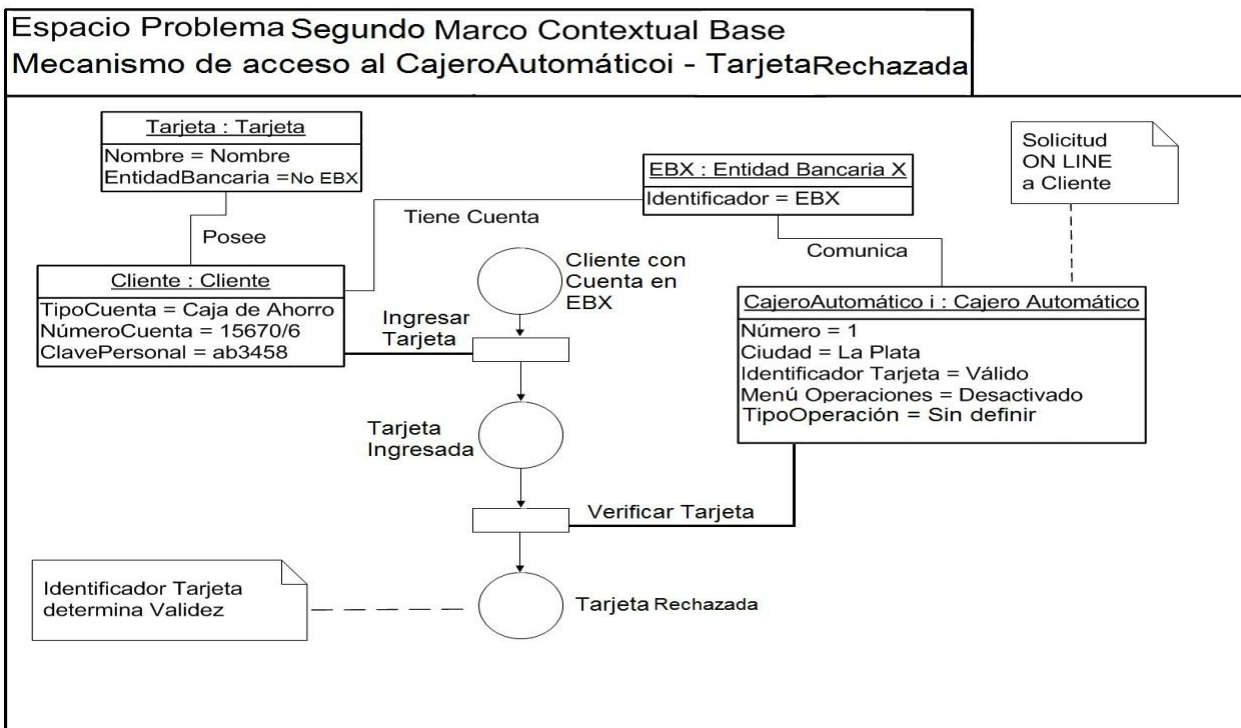 Espacio Problema Segundo Marco Contextual Base
Mecanismo de acceso al CajeroAutomáticoi - TarjetaRechazada
Tarjeta : Tarjeta
Nombre = Nombre
EntidadBancaria =No EBX
Posee
Cliente : Cliente
TipoCuenta = Caja de Ahorro
NúmeroCuenta = 15670/6
ClavePersonal = ab3458
Tiene Cuenta
EBX : Entidad Bancaria X
Identificador = EBX
Comunica
Solicitud
ON LINE
a Cliente
CajeroAutomático i : Cajero Automático
Número = 1
Ciudad = La Plata
Identificador Tarjeta = Válido
Menú Operaciones = Desactivado
TipoOperación = Sin definir
Cliente con
Cuenta en
EBX
Ingresar
Tarjeta
Tarjeta
Ingresada
Verificar Tarjeta
Identificador Tarjeta
determina Validez
Tarjeta Rechazada